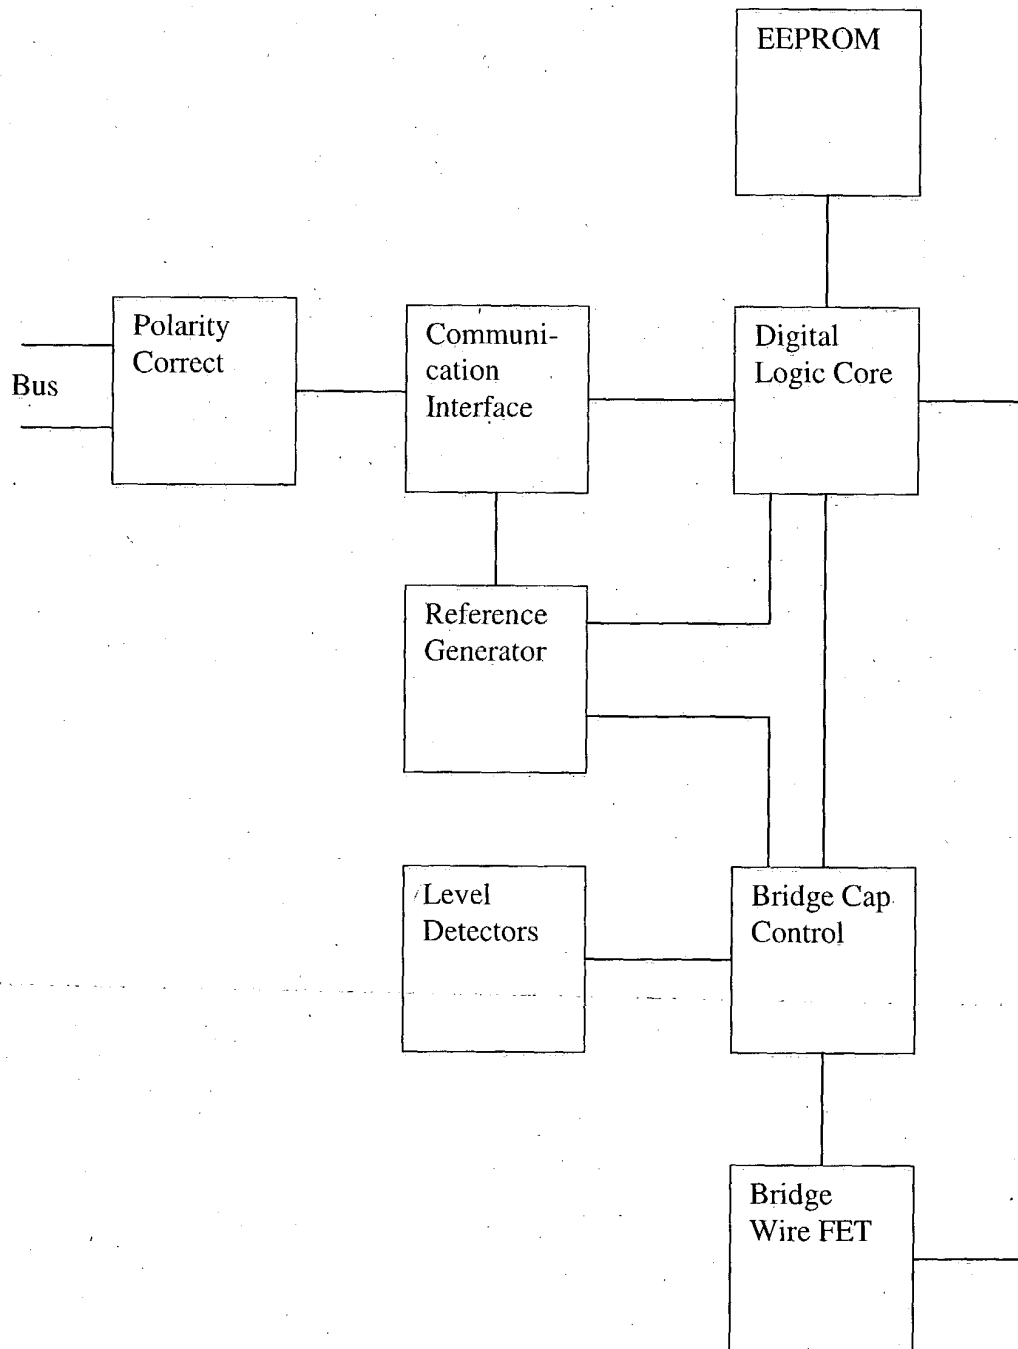 EEPROM
Polarity
Correct
Bus
Communi-
cation
Interface
Digital
Logic Core
Reference
Generator
Level
Detectors
Bridge Cap
Control
Bridge
Wire FET